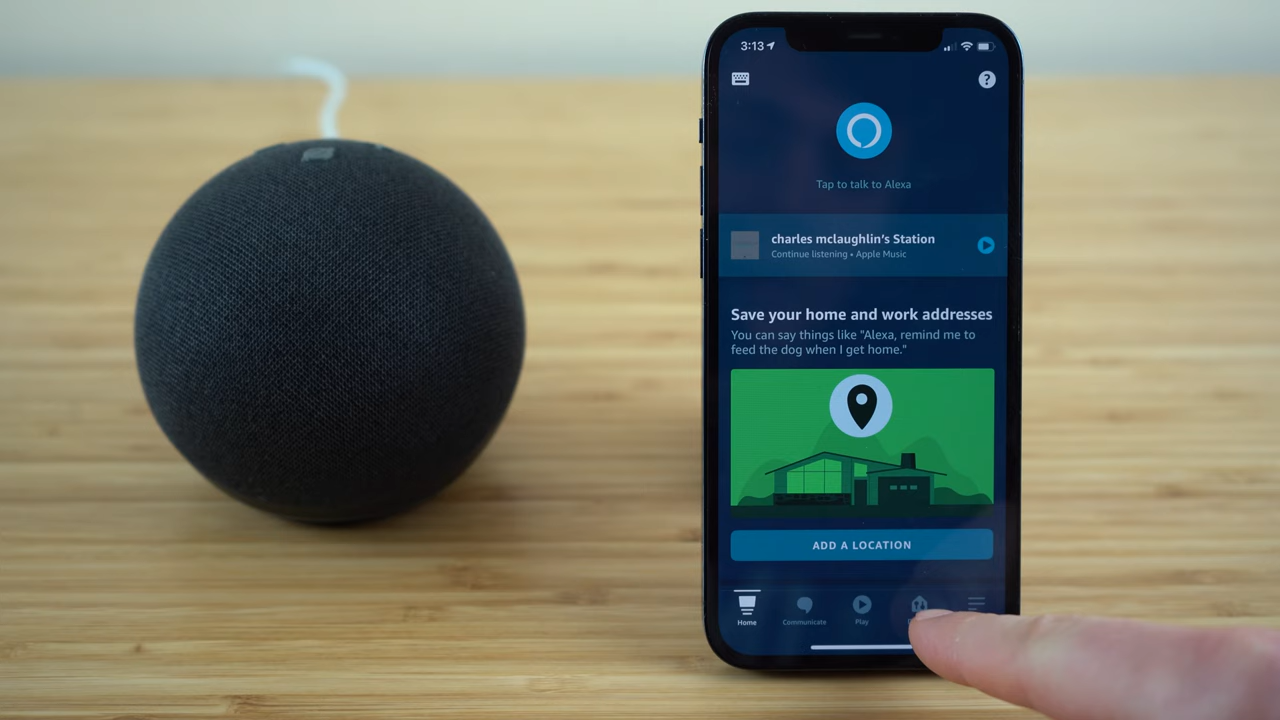 3:13
Tap to talk to Alexa
charles mclaughlin's Station
Continue listening • Apple Music
Save your home and work addresses
You can say things like "Alexa, remind me to
feed the dog when I get home."
ADD A LOCATION
Home
Communicate
Play